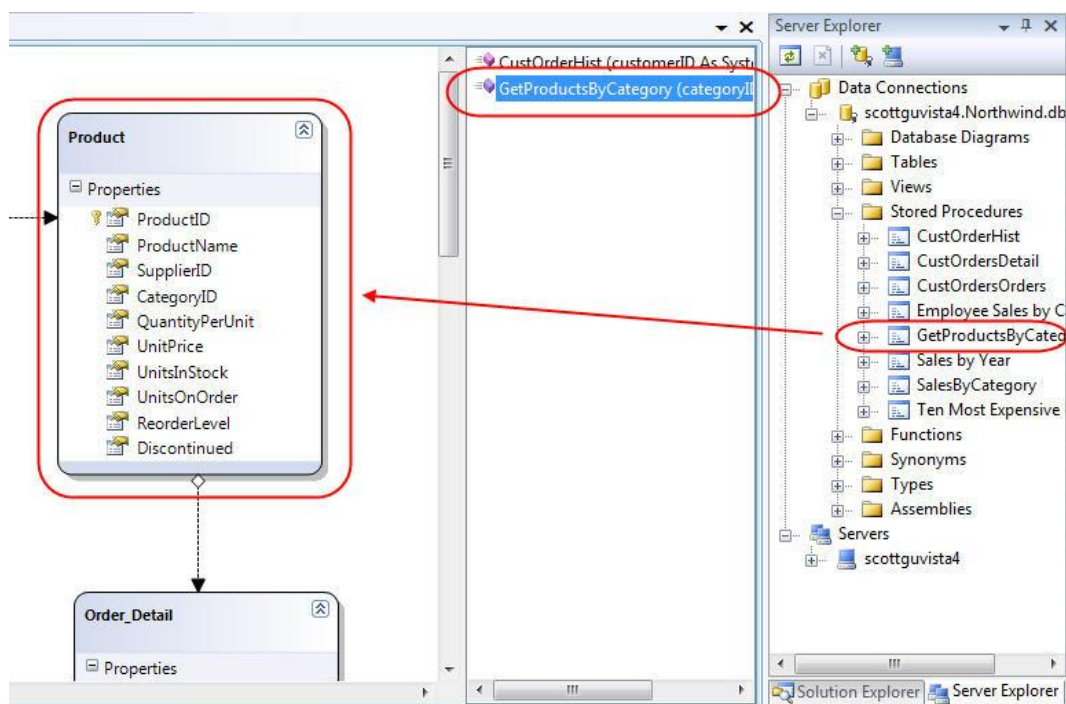 Product
Properties
ProductID
ProductName
SupplierID
CategoryID
QuantityPerUnit
UnitPrice
UnitsInStock
UnitsOnOrder
ReorderLevel
Discontinued
Order_Detail
Properties
CustOrderHist (customerID As Syst
GetProductsByCategory (categoryI
Server Explorer
Data Connections
scottguvista4.Northwind.db
Database Diagrams
Tables
Views
Stored Procedures
CustOrderHist
CustOrdersDetail
CustOrdersOrders
Employee Sales by C
GetProductsByCateg
Sales by Year
SalesByCategory
Ten Most Expensive
Functions
Synonyms
Types
Assemblies
Servers
scottguvista4
Solution Explorer
Server Explorer